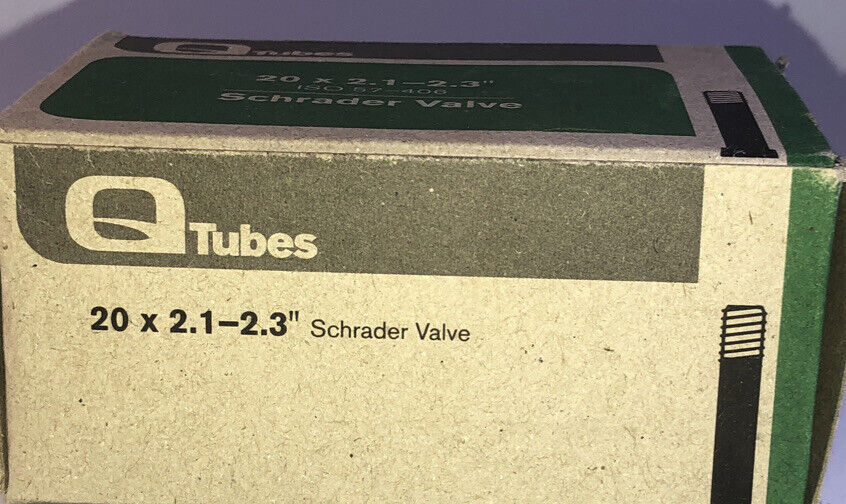 Q Tubes
20 x 2.1–2.3"
ISO 57-406
Schrader Valve
Q Tubes
20 x 2.1–2.3" Schrader Valve